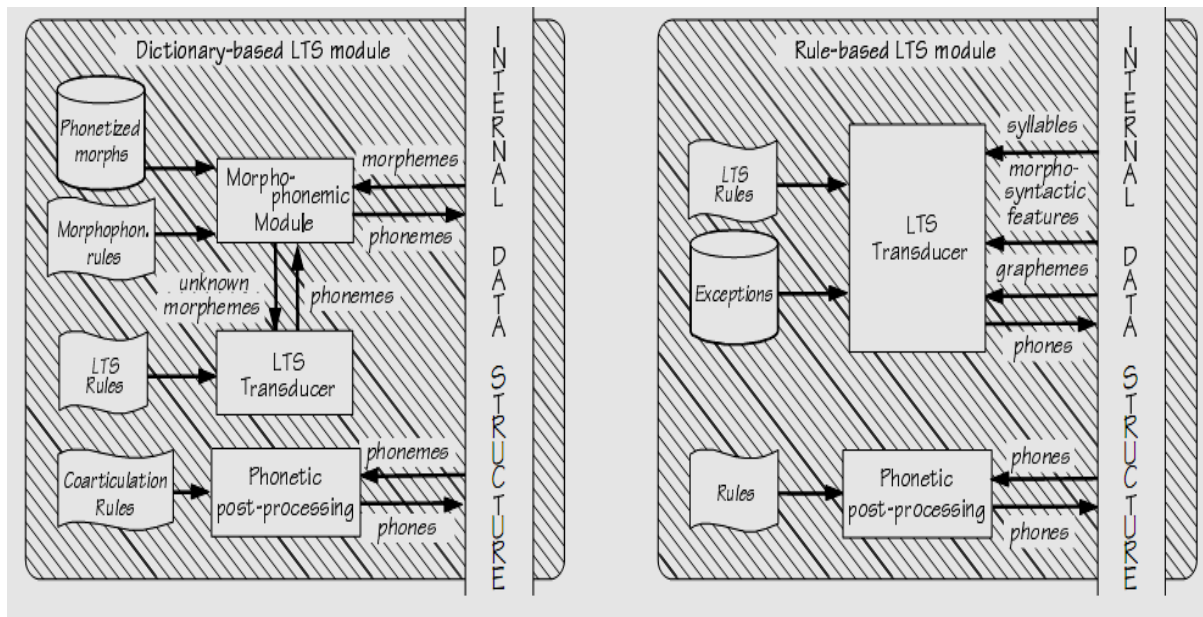 Dictionary-based LTS module
Phonetized
morphs
Morphophon.
rules
Morpho-
phonemic
Module
morphemes
phonemes
unknown
morphemes
phonemes
LTS
Rules
LTS
Transducer
Coarticulation
Rules
Phonetic
post-processing
phonemes
phones
INTERNAL DATA STRUCTURE
Rule-based LTS module
LTS
Rules
Exceptions
LTS
Transducer
syllables
morpho-
syntactic
features
graphemes
phones
Rules
Phonetic
post-processing
phones
phones
INTERNAL DATA STRUCTURE